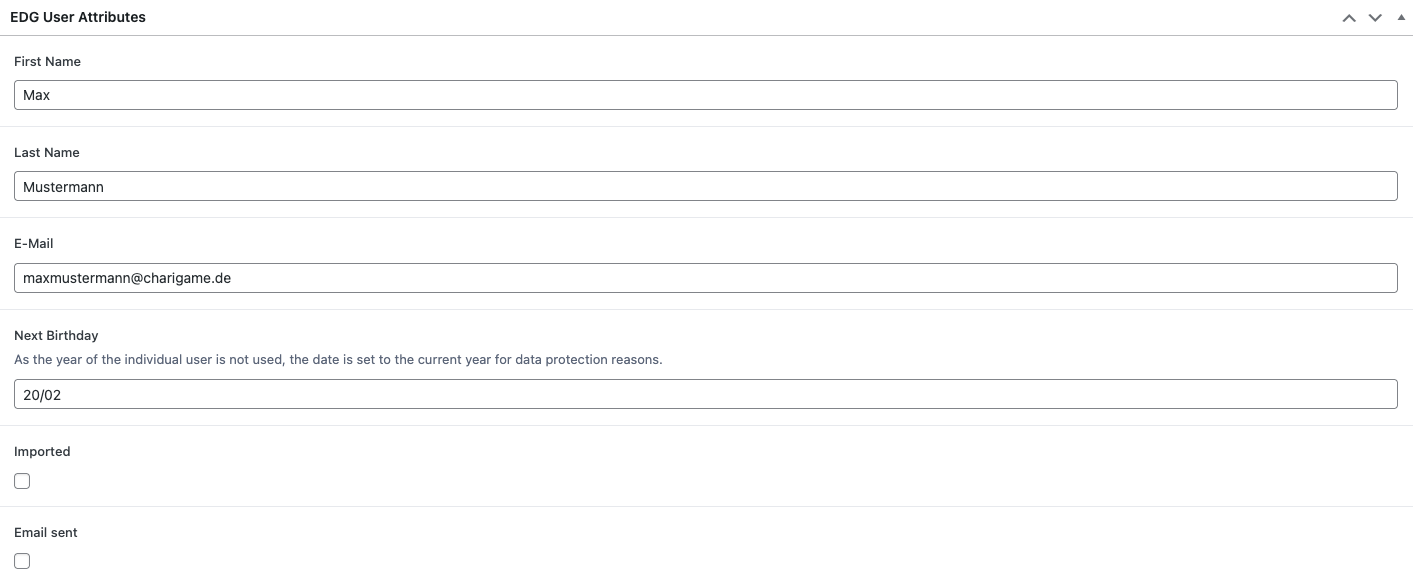 EDG User Attributes
First Name
Max
Last Name
Mustermann
E-Mail
maxmustermann@charigame.de
Next Birthday
As the year of the individual user is not used, the date is set to the current year for data protection reasons.
20/02
Imported
Email sent